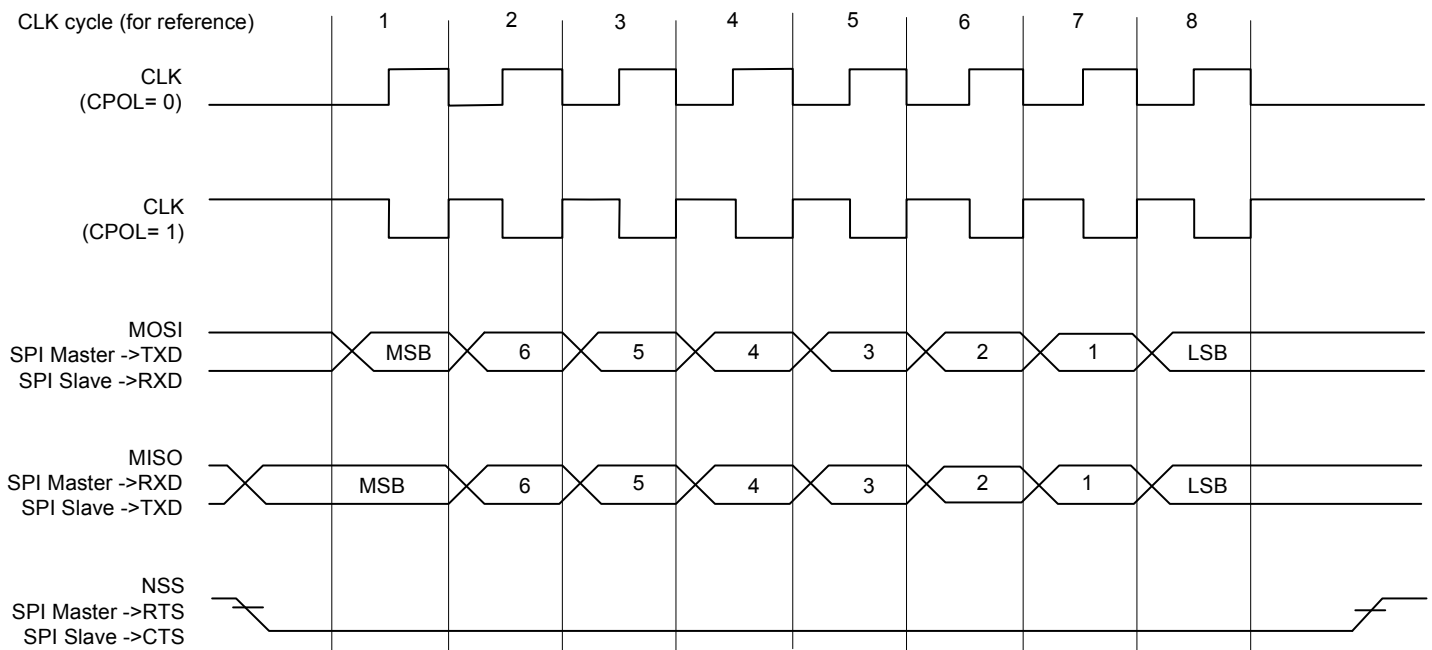 CLK cycle (for reference) 1 2 3 4 5 6 7 8
CLK
(CPOL= 0)
CLK
(CPOL= 1)
MOSI
SPI Master ->TXD MSB 6 5 4 3 2 1 LSB
SPI Slave ->RXD
MISO
SPI Master ->RXD MSB 6 5 4 3 2 1 LSB
SPI Slave ->TXD
NSS
SPI Master ->RTS
SPI Slave ->CTS